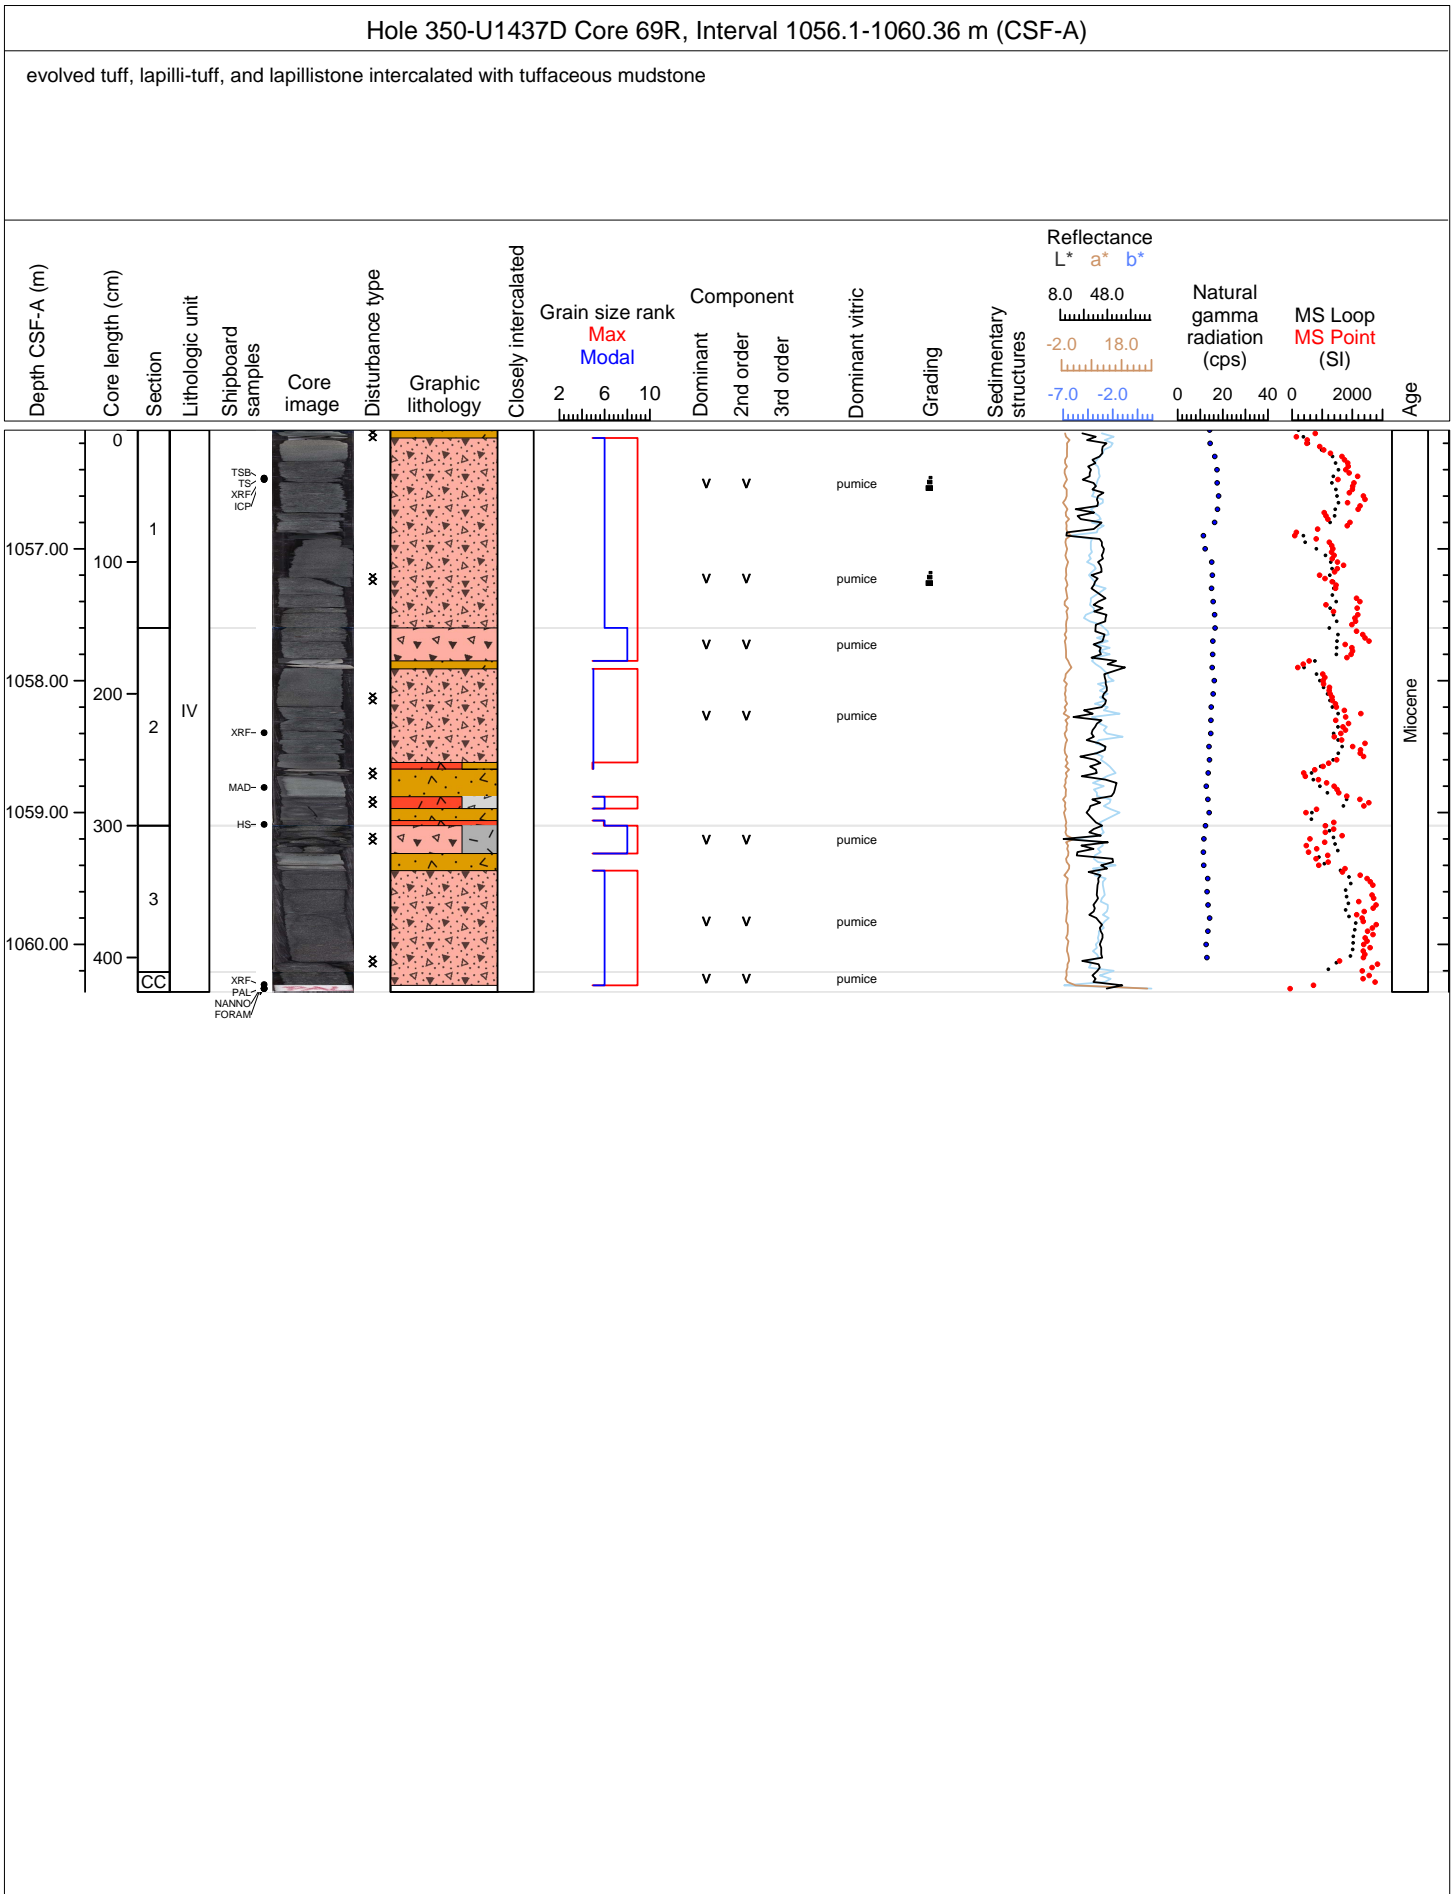 Hole 350-U1437D Core 69R, Interval 1056.1-1060.36 m (CSF-A)
evolved tuff, lapilli-tuff, and lapillistone intercalated with tuffaceous mudstone
Depth CSF-A (m)
Core length (cm)
Section
Lithologic unit
Shipboard
samples
Core
image
Disturbance type
Graphic
lithology
Closely intercalated
Grain size rank
Max
Modal
2 6 10
Component
Dominant
2nd order
3rd order
Dominant vitric
Grading
Sedimentary
structures
Reflectance
L* a* b*
8.0 48.0
-2.0 18.0
-7.0 -2.0
Natural
gamma
radiation
(cps)
0 20 40
MS Loop
MS Point
(SI)
0 2000
Age
1057.00
1058.00
1059.00
1060.00
0
100
200
300
400
1
2
3
CC
IV
TSB
TS
XRF
ICP
XRF
MAD
HS
XRF
PAL
NANNO
FORAM
V V pumice
V V pumice
V V pumice
V V pumice
V V pumice
V V pumice
V V pumice
Miocene